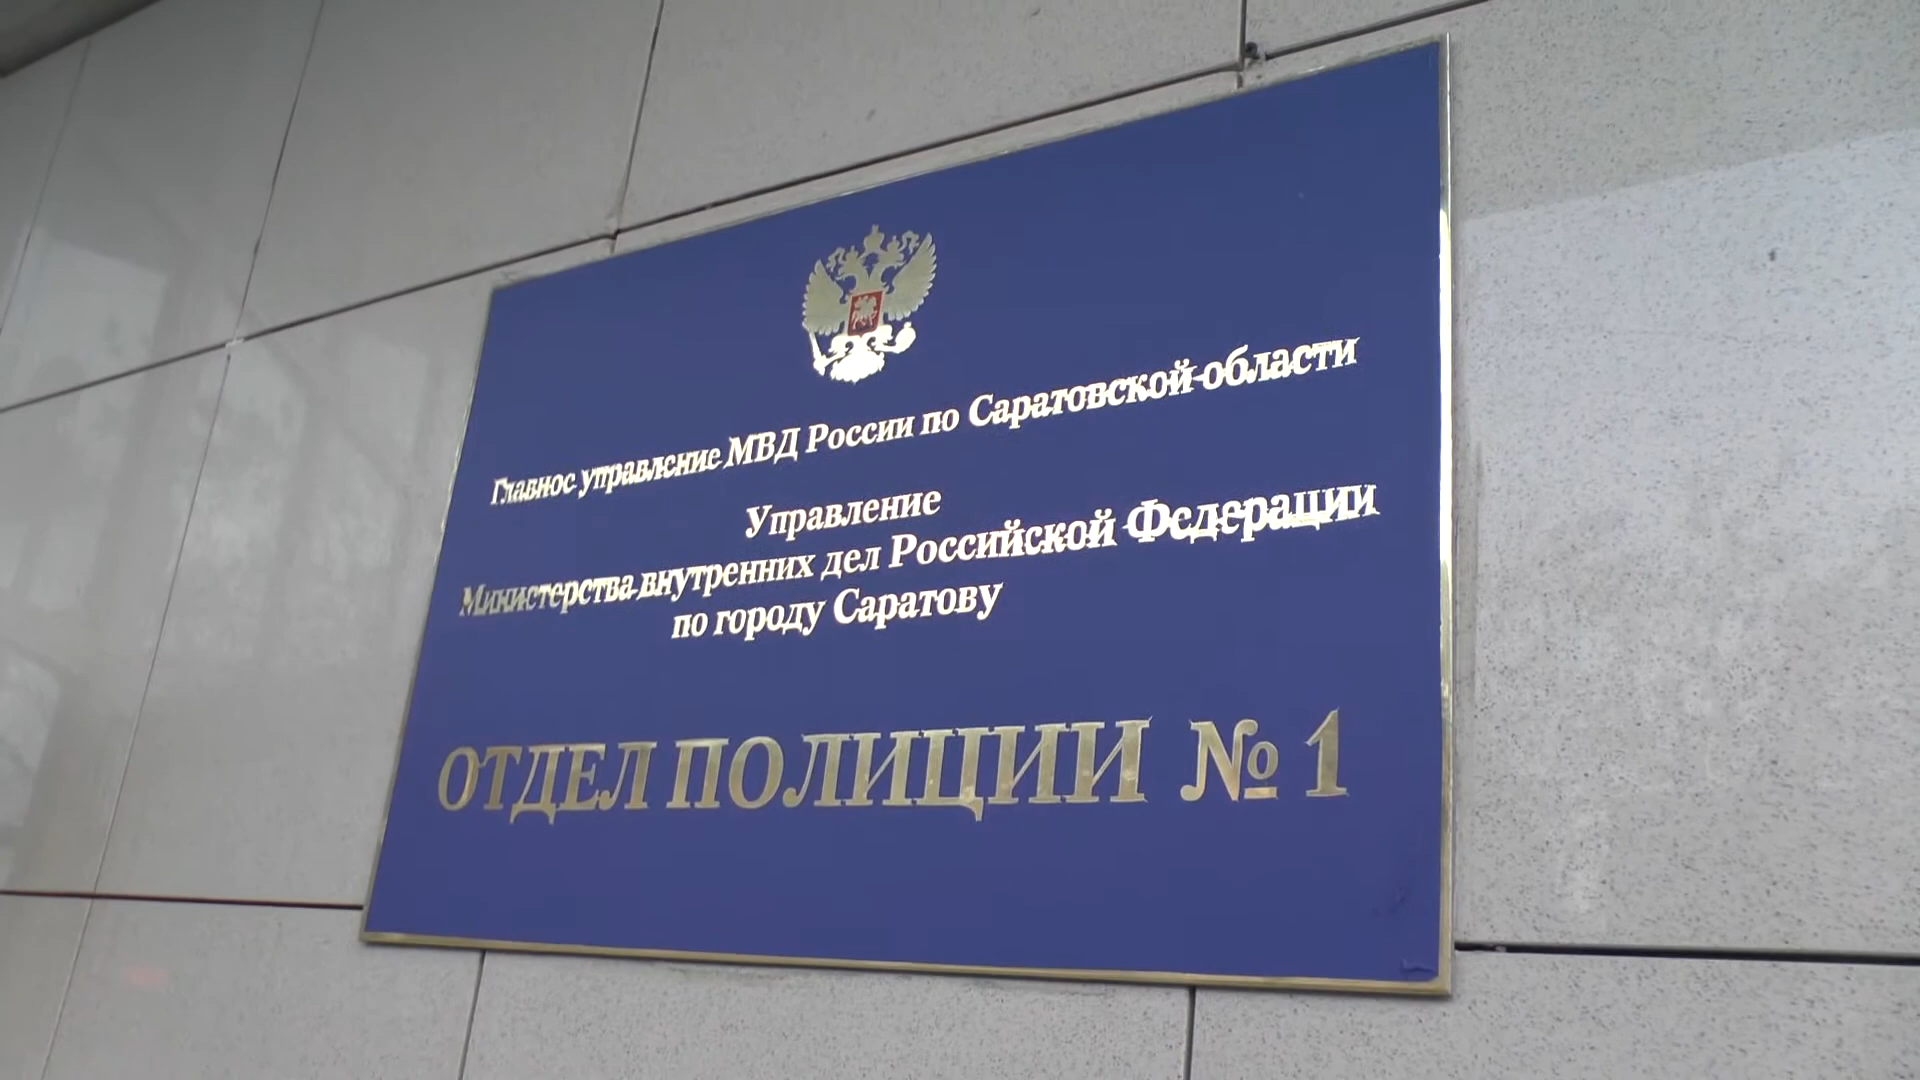 Главное управление МВД России по Саратовской области
Управление
Министерства внутренних дел Российской Федерации
по городу Саратову
ОТДЕЛ ПОЛИЦИИ № 1